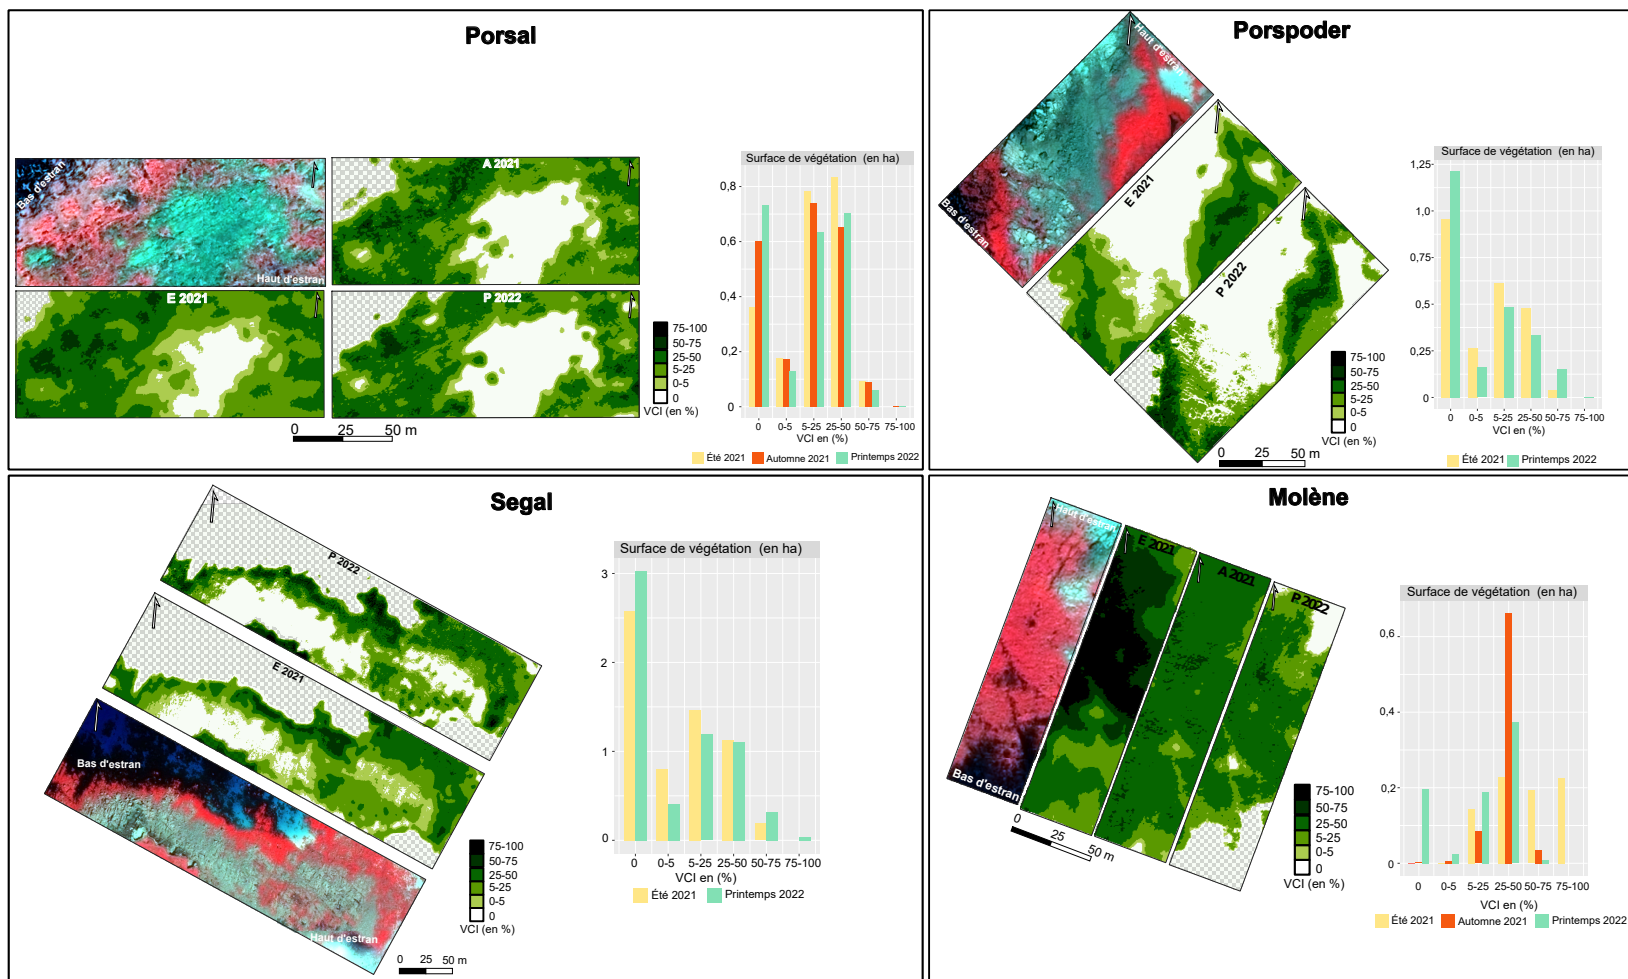 Porsal
Bas d'estran
Haut d'estran
A 2021
E 2021
P 2022
75-100
50-75
25-50
5-25
0-5
0
VCI (en %)
0 25 50 m
Surface de végétation (en ha)
0,8
0,6
0,4
0,2
0
0 0-5 5-25 25-50 50-75 75-100
VCI en (%)
Été 2021 Automne 2021 Printemps 2022
Porspoder
Haut d'estran
Bas d'estran
E 2021
P 2022
75-100
50-75
25-50
5-25
0-5
0
VCI (en %)
0 25 50 m
Surface de végétation (en ha)
1,25
1,0
0,75
0,5
0,25
0
0 0-5 5-25 25-50 50-75 75-100
VCI en (%)
Été 2021 Printemps 2022
Segal
P 2022
E 2021
Bas d'estran
Haut d'estran
75-100
50-75
25-50
5-25
0-5
0
VCI (en %)
0 25 50 m
Surface de végétation (en ha)
3
2
1
0
0 0-5 5-25 25-50 50-75 75-100
VCI en (%)
Été 2021 Printemps 2022
Molène
Haut d'estran
Bas d'estran
E 2021
A 2021
P 2022
0 25 50 m
75-100
50-75
25-50
5-25
0-5
0
VCI (en %)
Surface de végétation (en ha)
0,6
0,4
0,2
0
0 0-5 5-25 25-50 50-75 75-100
VCI en (%)
Été 2021 Automne 2021 Printemps 2022